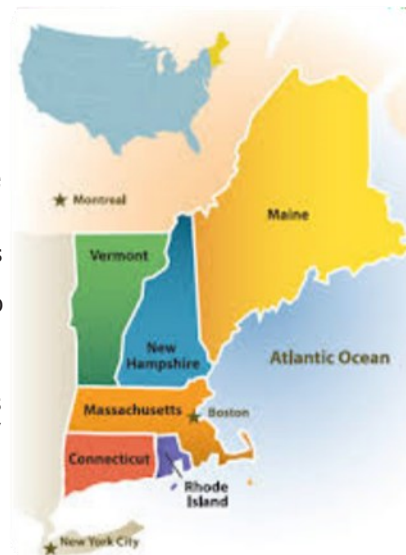 Montreal
Maine
Vermont
New
Hampshire
Atlantic Ocean
Massachusetts
Boston
Connecticut
Rhode
Island
New York City